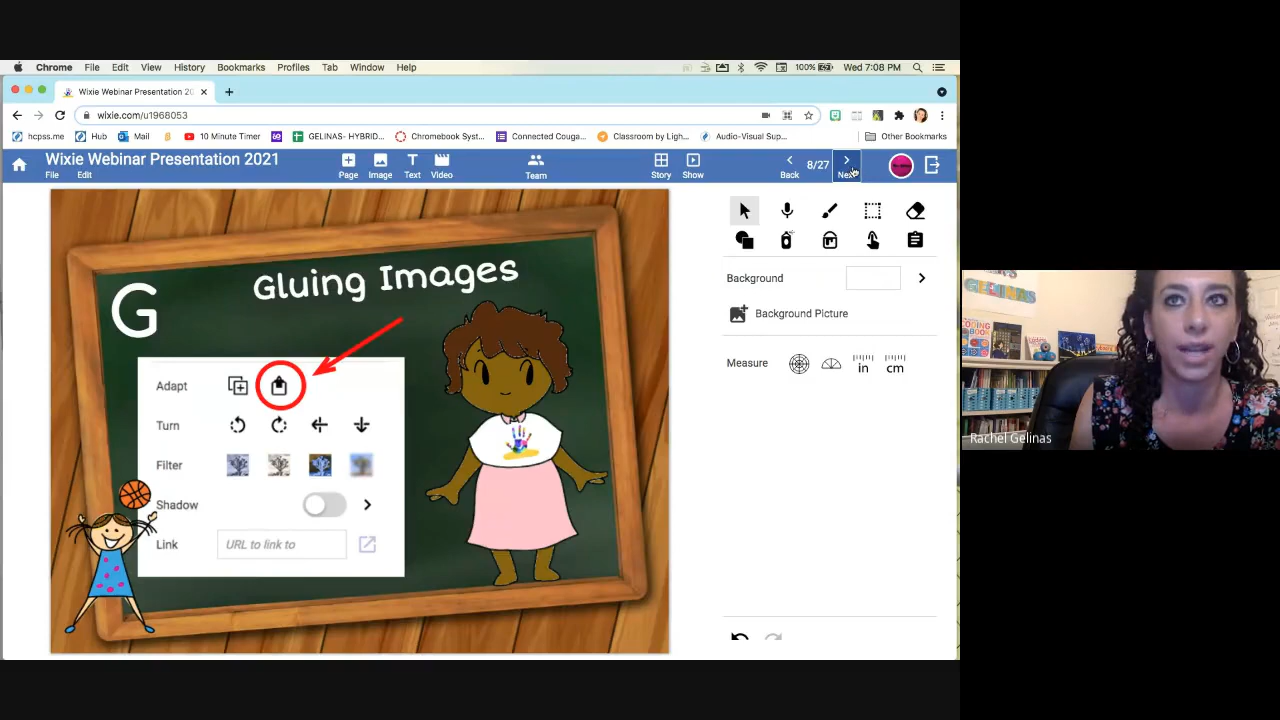 Chrome File Edit View History Bookmarks Profiles Tab Window Help 100% Wed 7:08 PM
Wixie Webinar Presentation 20
wixie.com/u1968053
hcpss.me Hub Mail 10 Minute Timer GELINAS- HYBRID... Chromebook Syst... Connected Couga... Classroom by Ligh... Audio-Visual Sup... Other Bookmarks
Wixie Webinar Presentation 2021
File Edit Page Image Text Video Team Story Show Back 8/27 Next
G
Gluing Images
Adapt
Turn
Filter
Shadow
Link URL to link to
Background
Background Picture
Measure in cm
GELINAS
CODING
Rachel Gelinas